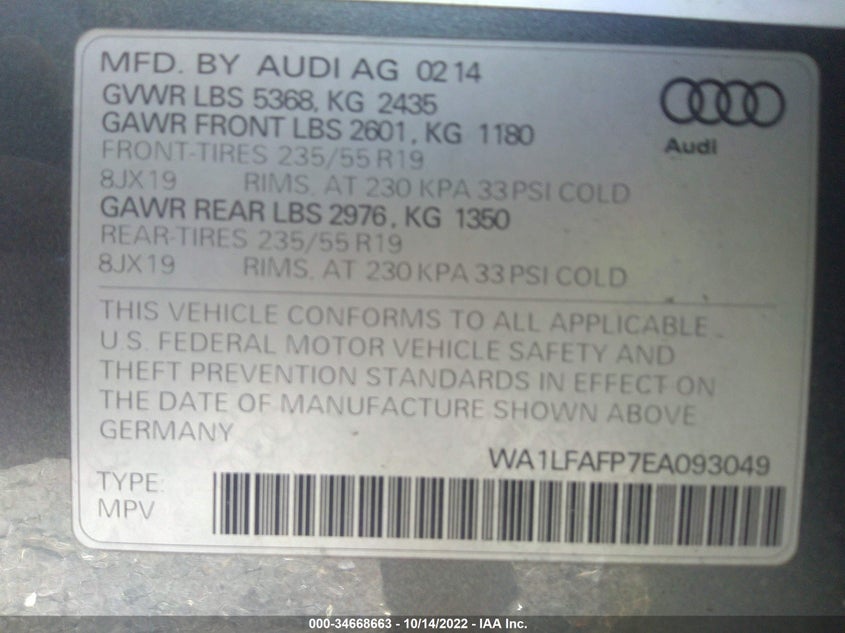 MFD. BY AUDI AG 02 14
GVWR LBS 5368, KG 2435
GAWR FRONT LBS 2601, KG 1180
FRONT-TIRES 235/55 R19
8JX19 RIMS, AT 230 KPA 33 PSI COLD
GAWR REAR LBS 2976, KG 1350
REAR-TIRES 235/55 R19
8JX19 RIMS, AT 230 KPA 33 PSI COLD
Audi
THIS VEHICLE CONFORMS TO ALL APPLICABLE
U.S. FEDERAL MOTOR VEHICLE SAFETY AND
THEFT PREVENTION STANDARDS IN EFFECT ON
THE DATE OF MANUFACTURE SHOWN ABOVE
GERMANY
WA1LFAFP7EA093049
TYPE:
MPV
000-34668663 - 10/14/2022 - IAA Inc.